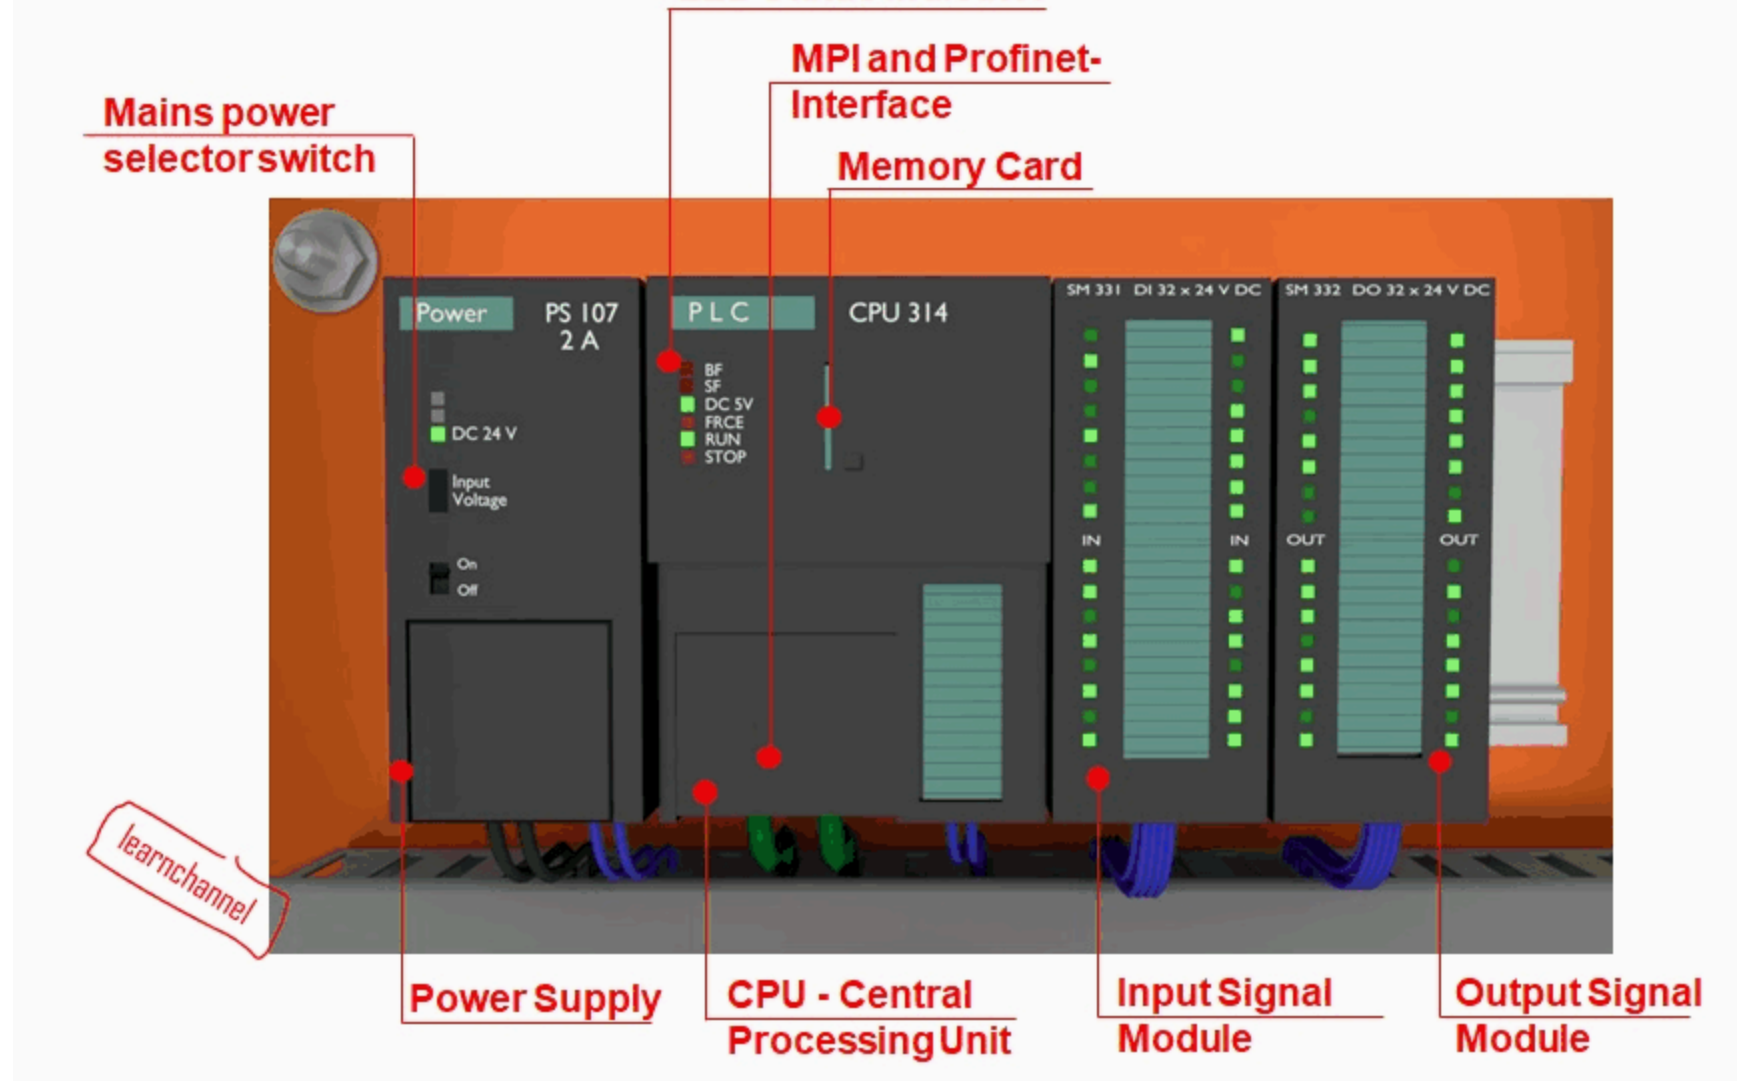 MPI and Profinet-
Interface
Mains power
selector switch
Memory Card
Power
PS 107
2 A
DC 24 V
Input
Voltage
On
Off
PLC
CPU 314
BF
SF
DC 5V
FRCE
RUN
STOP
SM 331 DI 32 x 24 V DC
IN
IN
SM 332 DO 32 x 24 V DC
OUT
OUT
learnchannel
Power Supply
CPU - Central
Processing Unit
Input Signal
Module
Output Signal
Module